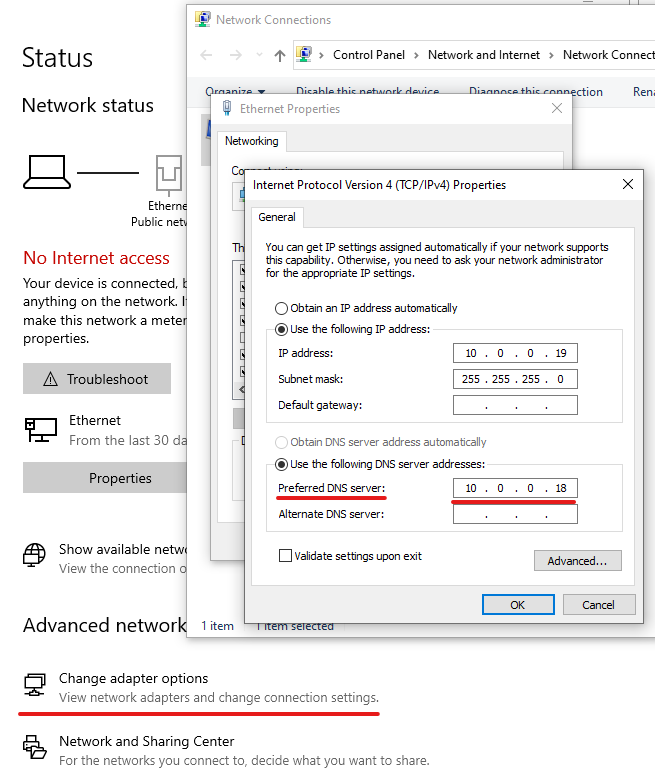 Status
Network status
Etherne
Public netw
No Internet access
Your device is connected, b
anything on the network. I
make this network a meter
properties.
Troubleshoot
Ethernet
From the last 30 da
Properties
Show available netwo
View the connection o
Advanced network
Change adapter options
View network adapters and change connection settings.
Network and Sharing Center
For the networks you connect to, decide what you want to share.
Network Connections
Control Panel
Network and Internet
Network Connect
Organize
Disable this network device
Diagnose this connection
Rena
1 item
1 item selected
Ethernet Properties
Networking
Connect using:
Th
Internet Protocol Version 4 (TCP/IPv4) Properties
General
You can get IP settings assigned automatically if your network supports
this capability. Otherwise, you need to ask your network administrator
for the appropriate IP settings.
Obtain an IP address automatically
Use the following IP address:
IP address:
10 . 0 . 0 . 19
Subnet mask:
255 . 255 . 255 . 0
Default gateway:
. . .
Obtain DNS server address automatically
Use the following DNS server addresses:
Preferred DNS server:
10 . 0 . 0 . 18
Alternate DNS server:
. . .
Validate settings upon exit
Advanced...
OK
Cancel